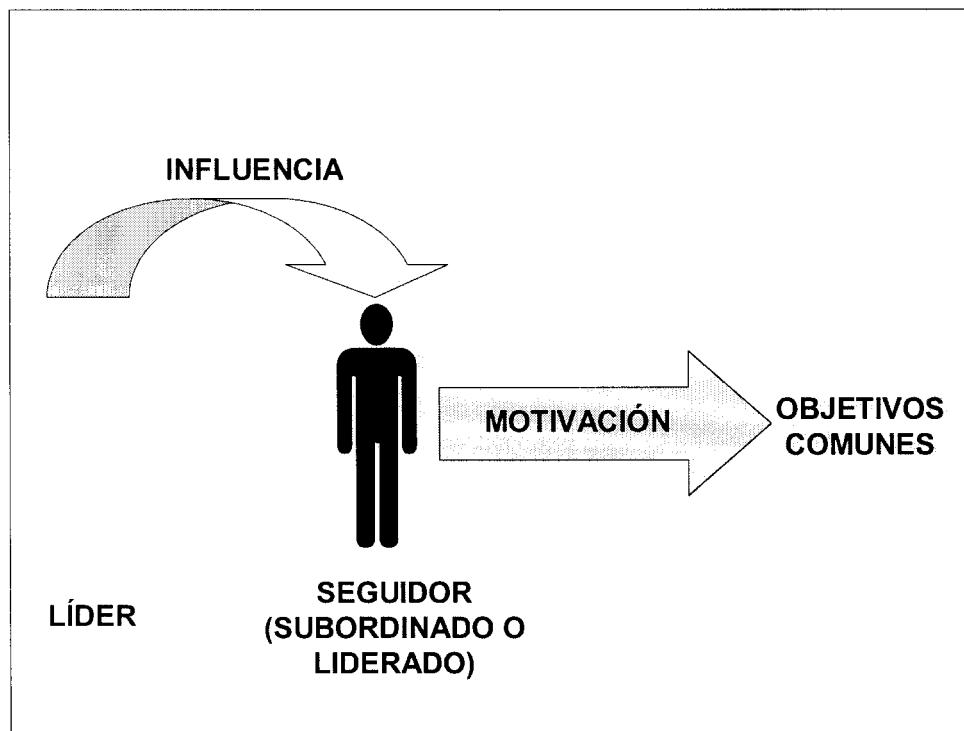 INFLUENCIA
MOTIVACIÓN
OBJETIVOS
COMUNES
LÍDER
SEGUIDOR
(SUBORDINADO O
LIDERADO)